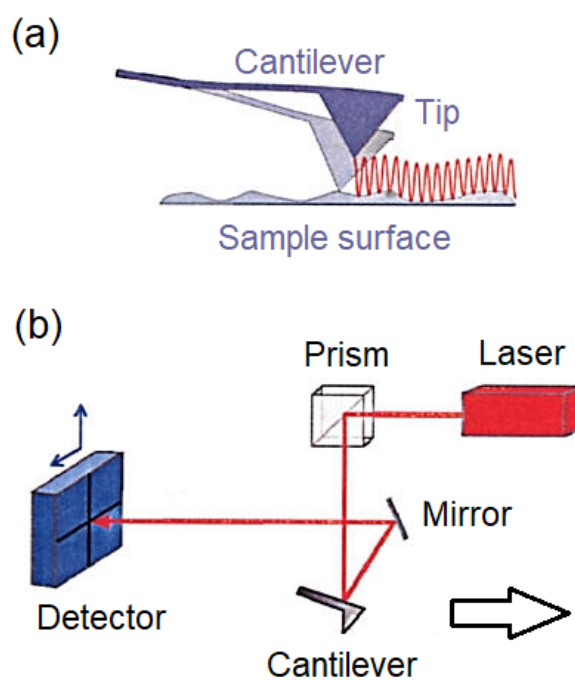 (a)
Cantilever
Tip
Sample surface
(b)
Prism
Laser
Mirror
Detector
Cantilever